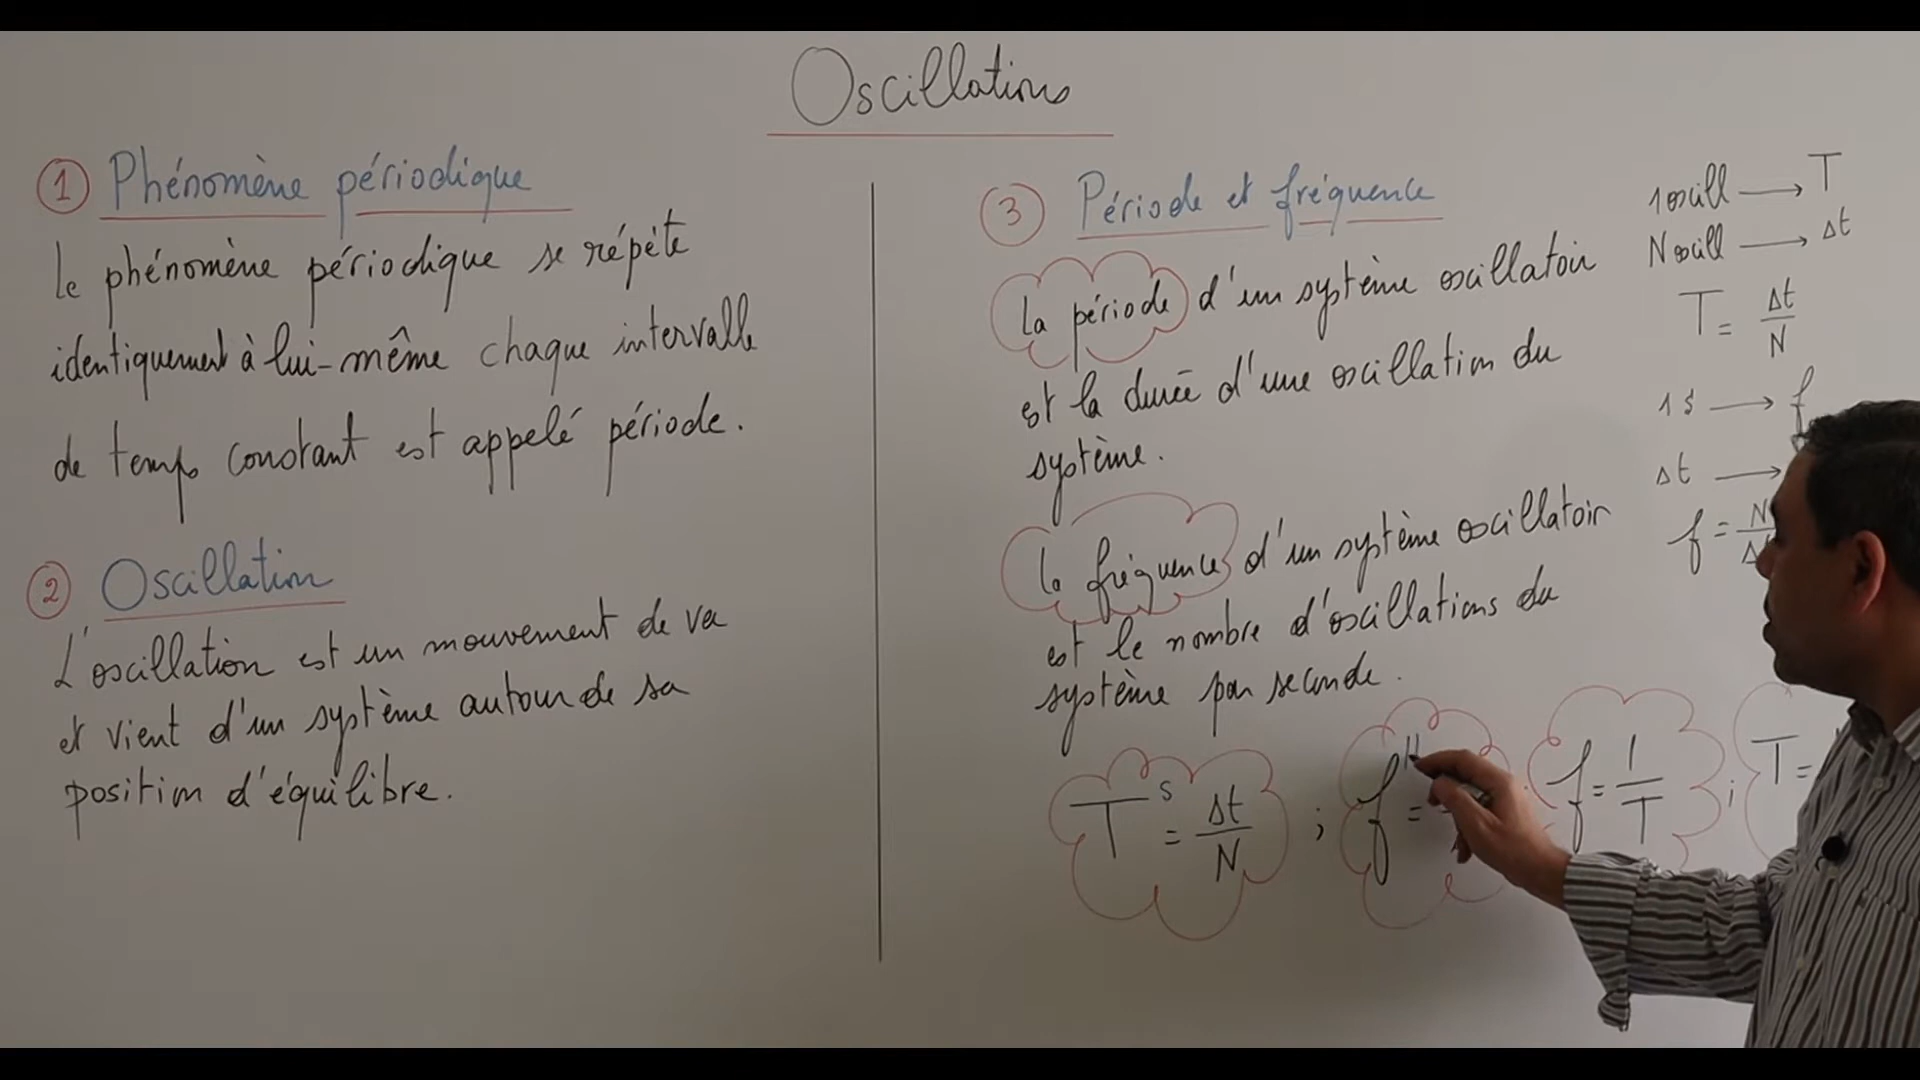 Oscillations
1 Phénomène périodique
Le phénomène périodique se répète
identiquement à lui-même chaque intervalle
de temps constant est appelé période.
2 Oscillation
L'oscillation est un mouvement de va
et vient d'un système autour de sa
position d'équilibre.
3 Période et fréquence
La période d'un système oscillatoir
est la durée d'une oscillation du
système.
La fréquence d'un système oscillatoir
est le nombre d'oscillations du
système par seconde.
T s = Δt/N ; f H = ; f = 1/T ; T =
1 oscill → T
N oscill → Δt
T = Δt/N
1 s → f
Δt →
f = N/Δt